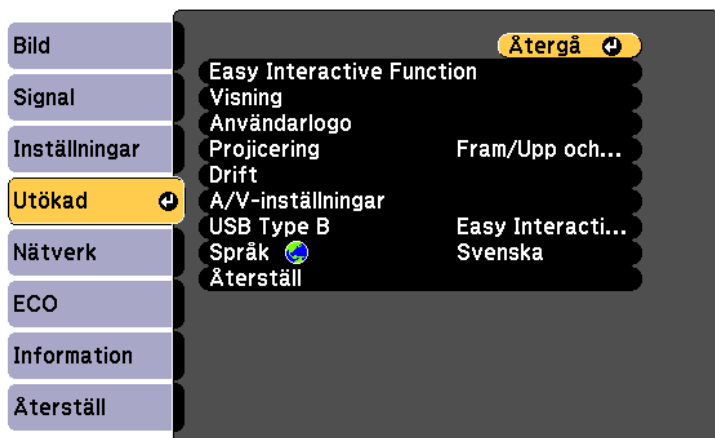 Bild
Signal
Inställningar
Utökad
Nätverk
ECO
Information
Återställ
Återgå
Easy Interactive Function
Visning
Användarlogo
Projicering Fram/Upp och...
Drift
A/V-inställningar
USB Type B Easy Interacti...
Språk Svenska
Återställ